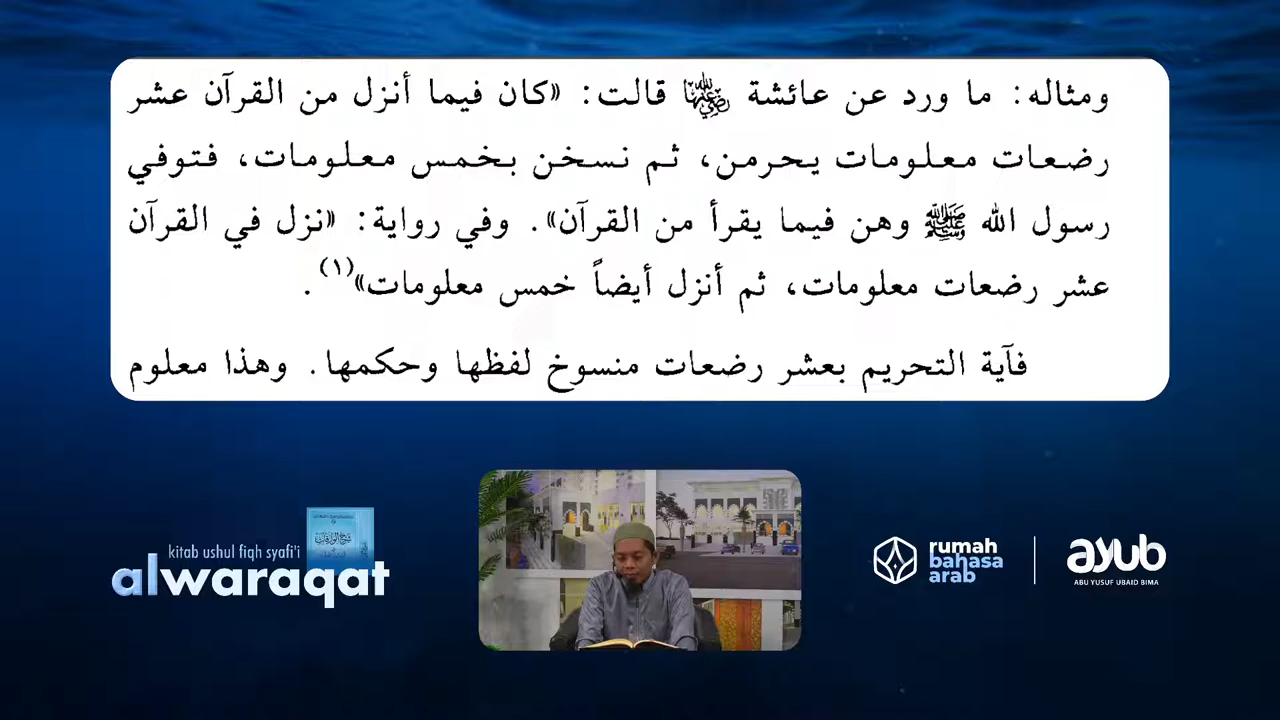 ومثاله: ما ورد عن عائشة رضي الله عنها قالت: «كان فيما أنزل من القرآن عشر
رضعات معلومات يحرمن، ثم نسخن بخمس معلومات، فتوفي
رسول الله ﷺ وهن فيما يقرأ من القرآن». وفي رواية: «نزل في القرآن
عشر رضعات معلومات، ثم أنزل أيضاً خمس معلومات»(١).
فآية التحريم بعشر رضعات منسوخ لفظها وحكمها. وهذا معلوم
kitab ushul fiqh syafi'i
alwaraqat
rumah
bahasa
arab
ayub
ABU YUSUF UBAID BIMA